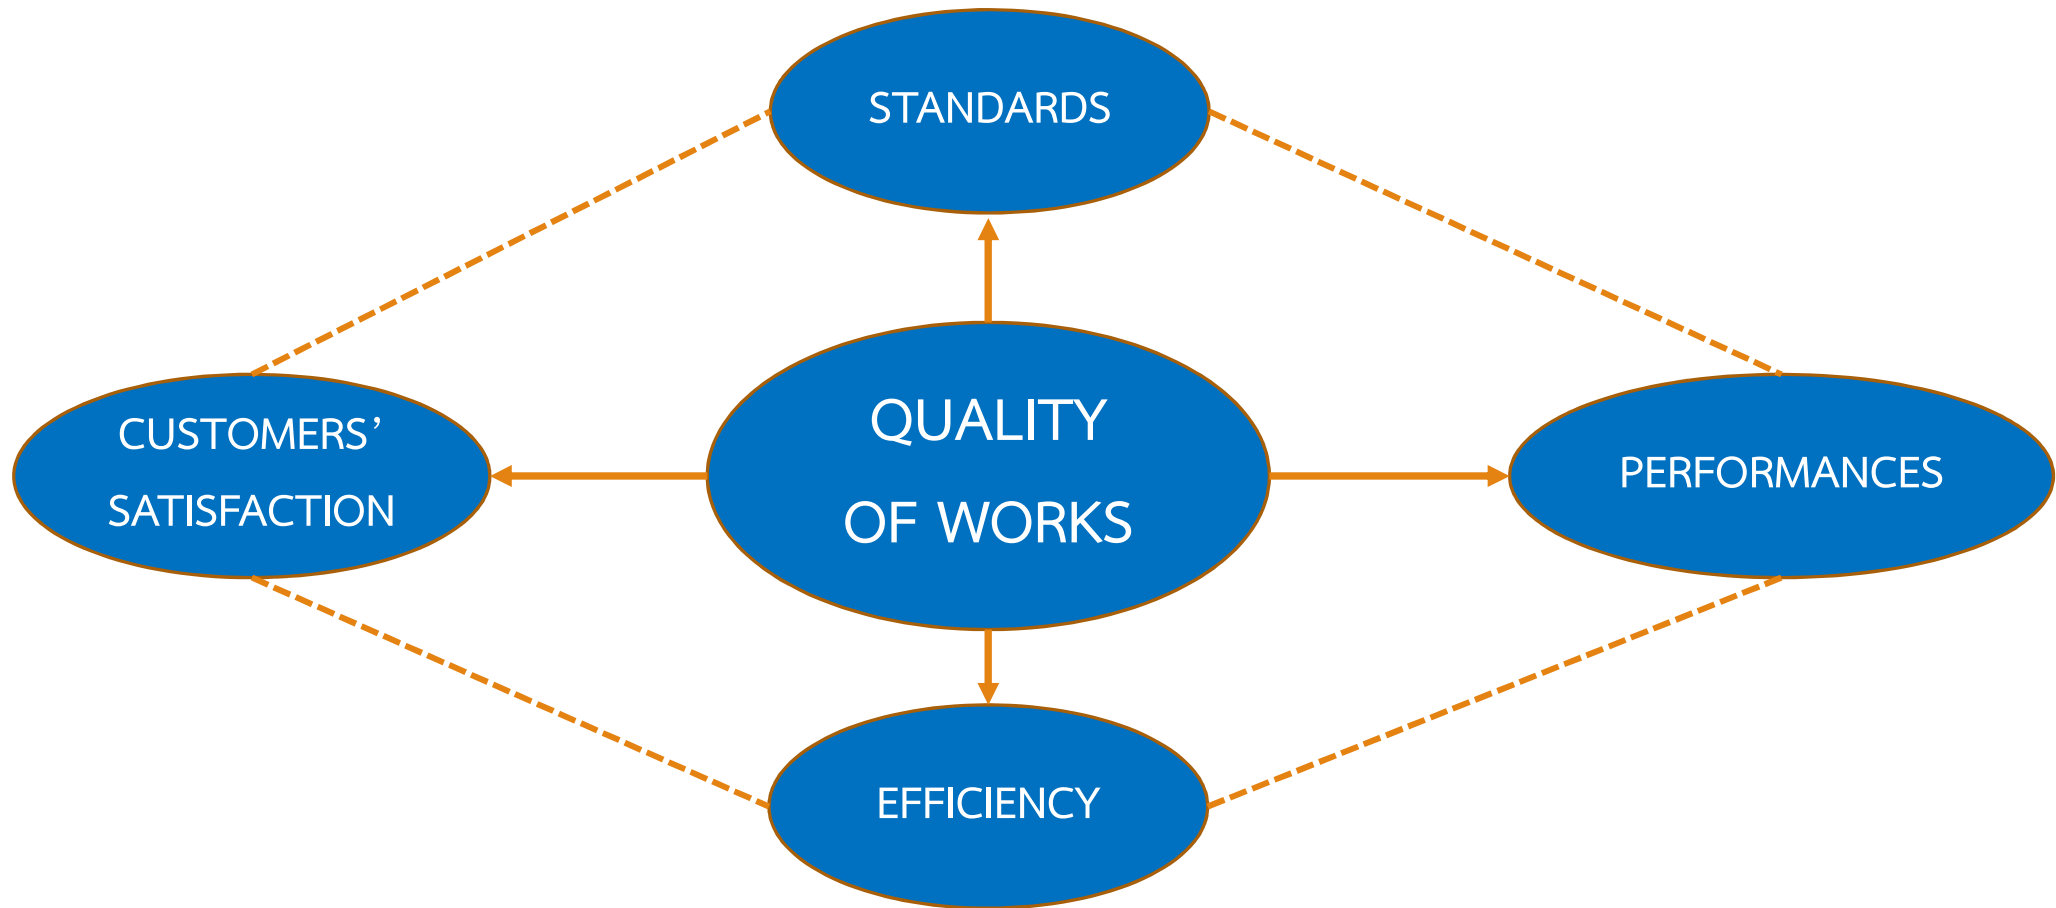 STANDARDS
CUSTOMERS’
SATISFACTION
QUALITY
OF WORKS
PERFORMANCES
EFFICIENCY